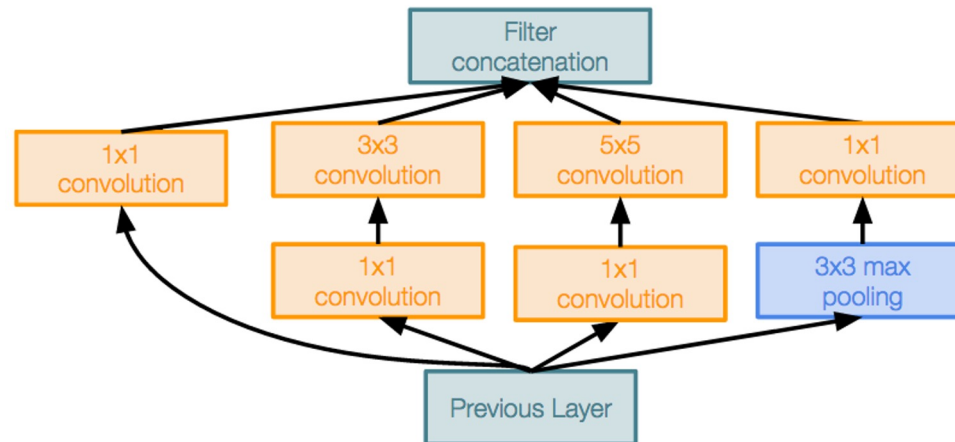 Filter
concatenation
1x1
convolution
3x3
convolution
5x5
convolution
1x1
convolution
1x1
convolution
1x1
convolution
3x3 max
pooling
Previous Layer